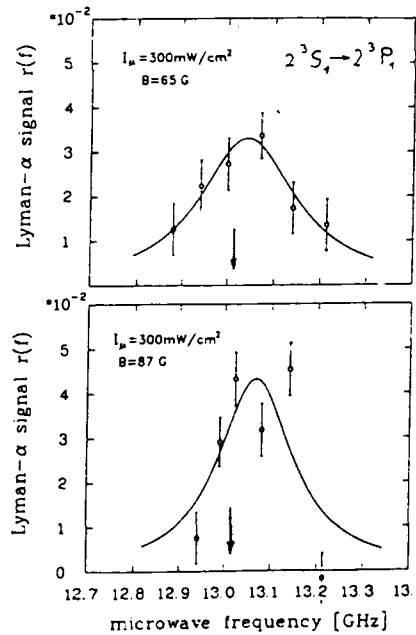 *10⁻²
I_μ=300mW/cm²
B=65 G
2³S₁→2³P₁
Lyman-α signal r(f)
5
4
3
2
1
*10⁻²
I_μ=300mW/cm²
B=87 G
Lyman-α signal r(f)
5
4
3
2
1
0
12.7 12.8 12.9 13.0 13.1 13.2 13.3 13.
microwave frequency [GHz]